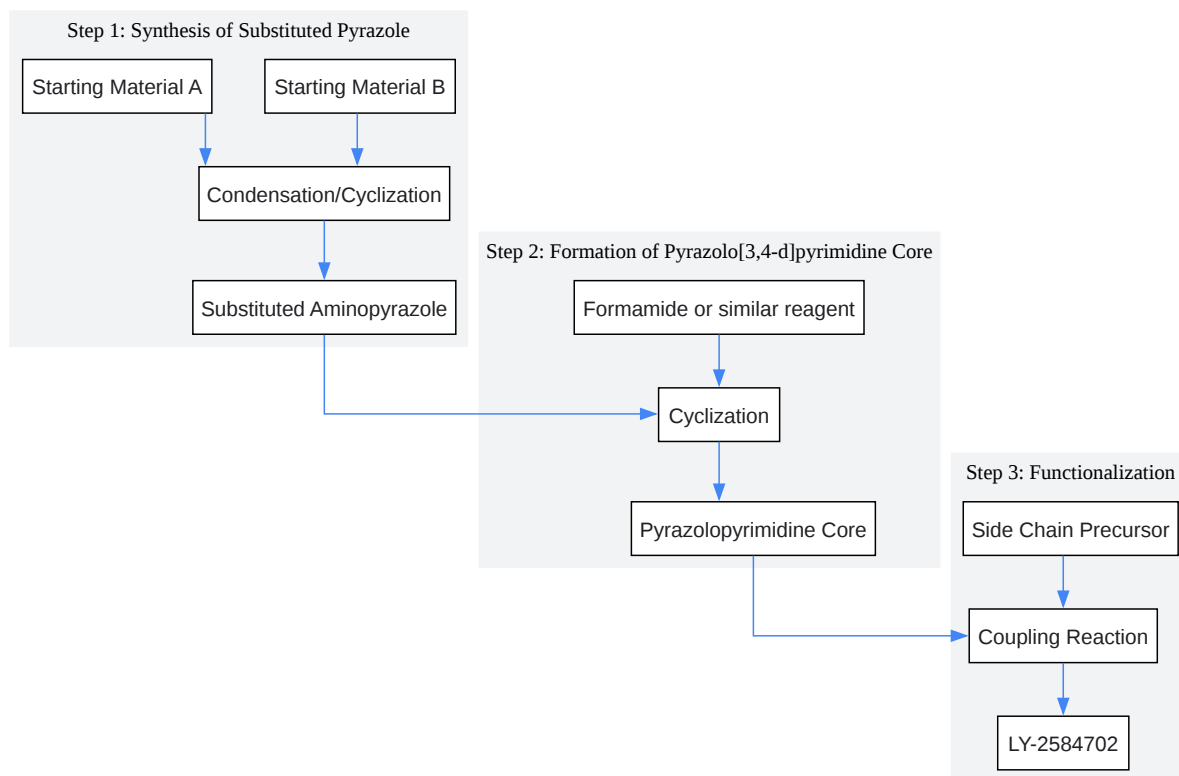 Step 1: Synthesis of Substituted Pyrazole
Starting Material A
Starting Material B
Condensation/Cyclization
Substituted Aminopyrazole
Step 2: Formation of Pyrazolo[3,4-d]pyrimidine Core
Formamide or similar reagent
Cyclization
Pyrazolopyrimidine Core
Step 3: Functionalization
Side Chain Precursor
Coupling Reaction
LY-2584702